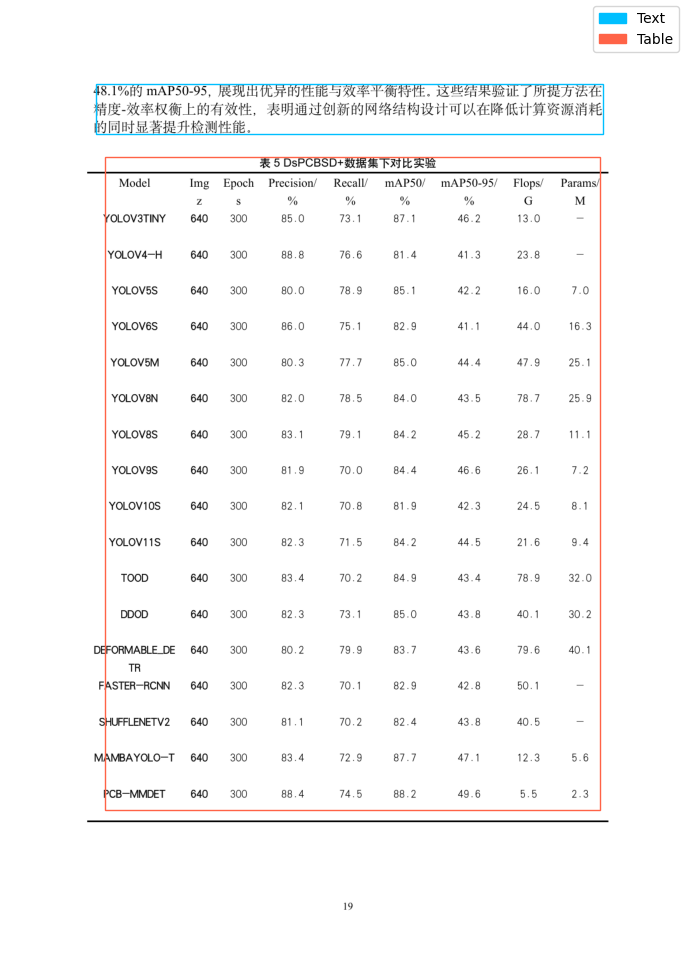 Text
Table
48.1%的 mAP50-95，展现出优异的性能与效率平衡特性。这些结果验证了所提方法在
精度-效率权衡上的有效性，表明通过创新的网络结构设计可以在降低计算资源消耗
的同时显著提升检测性能。
表 5 DsPCBSD+数据集下对比实验
Model Img Epoch Precision/ Recall/ mAP50/ mAP50-95/ Flops/ Params/
z s % % % % G M
YOLOV3TINY 640 300 85.0 73.1 87.1 46.2 13.0 —
YOLOV4—H 640 300 88.8 76.6 81.4 41.3 23.8 —
YOLOV5S 640 300 80.0 78.9 85.1 42.2 16.0 7.0
YOLOV6S 640 300 86.0 75.1 82.9 41.1 44.0 16.3
YOLOV5M 640 300 80.3 77.7 85.0 44.4 47.9 25.1
YOLOV8N 640 300 82.0 78.5 84.0 43.5 78.7 25.9
YOLOV8S 640 300 83.1 79.1 84.2 45.2 28.7 11.1
YOLOV9S 640 300 81.9 70.0 84.4 46.6 26.1 7.2
YOLOV10S 640 300 82.1 70.8 81.9 42.3 24.5 8.1
YOLOV11S 640 300 82.3 71.5 84.2 44.5 21.6 9.4
TOOD 640 300 83.4 70.2 84.9 43.4 78.9 32.0
DDOD 640 300 82.3 73.1 85.0 43.8 40.1 30.2
DEFORMABLE_DE 640 300 80.2 79.9 83.7 43.6 79.6 40.1
TR
FASTER—RCNN 640 300 82.3 70.1 82.9 42.8 50.1 —
SHUFFLENETV2 640 300 81.1 70.2 82.4 43.8 40.5 —
MAMBAYOLO—T 640 300 83.4 72.9 87.7 47.1 12.3 5.6
PCB—MMDET 640 300 88.4 74.5 88.2 49.6 5.5 2.3
19